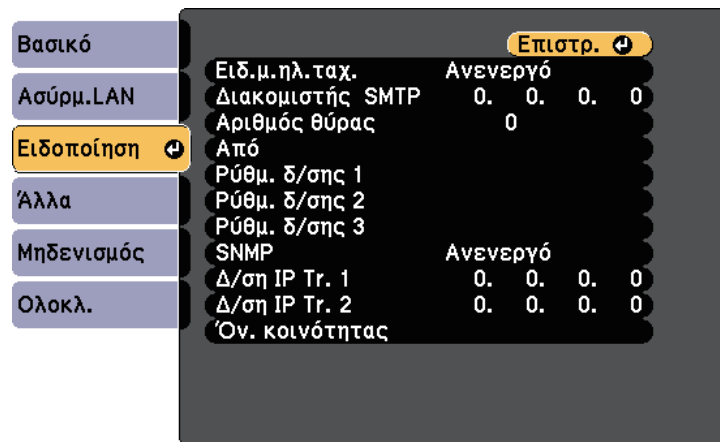 Βασικό
Ασύρμ.LAN
Ειδοποίηση
Άλλα
Μηδενισμός
Ολοκλ.
Επιστρ.
Ειδ.μ.ηλ.ταχ. Ανενεργό
Διακομιστής SMTP 0. 0. 0. 0
Αριθμός θύρας 0
Από
Ρύθμ. δ/σης 1
Ρύθμ. δ/σης 2
Ρύθμ. δ/σης 3
SNMP Ανενεργό
Δ/ση IP Tr. 1 0. 0. 0. 0
Δ/ση IP Tr. 2 0. 0. 0. 0
Όν. κοινότητας